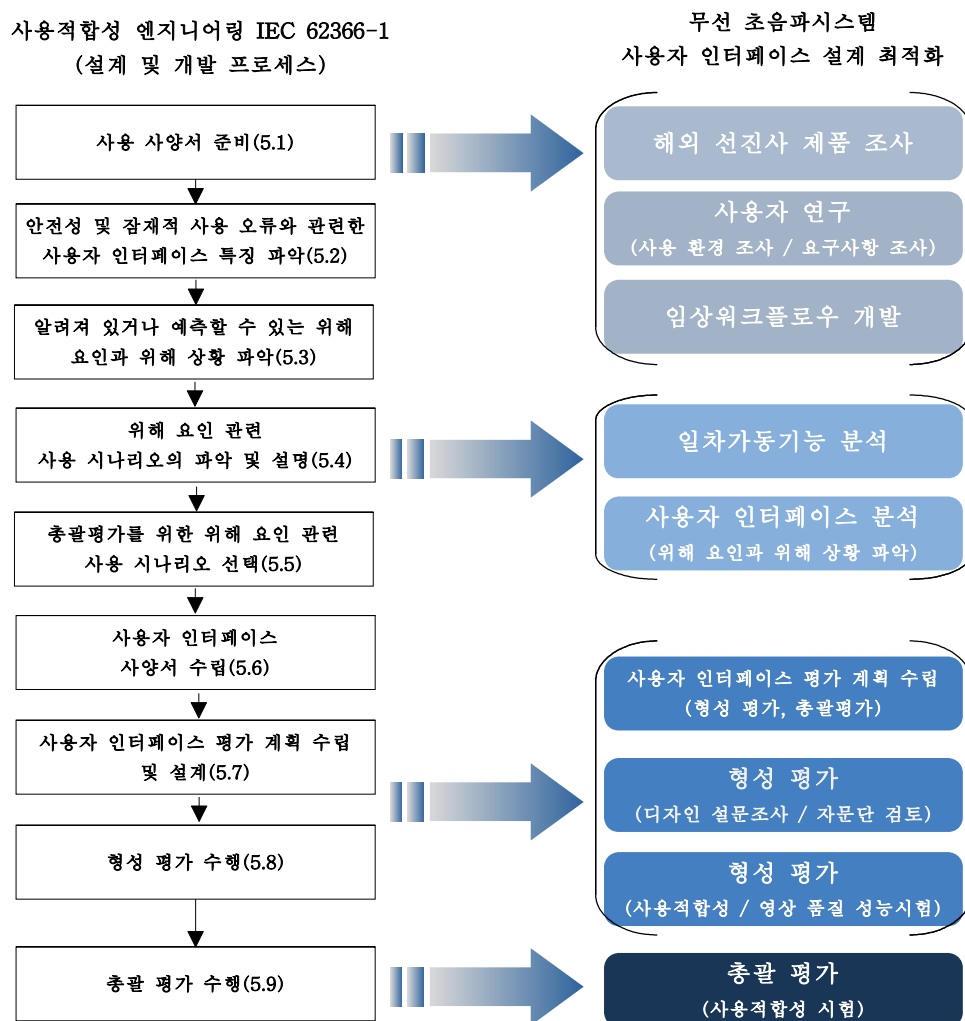 사용적합성 엔지니어링 IEC 62366-1
(설계 및 개발 프로세스)
사용 사양서 준비(5.1)
안전성 및 잠재적 사용 오류와 관련한
사용자 인터페이스 특징 파악(5.2)
알려져 있거나 예측할 수 있는 위해
요인과 위해 상황 파악(5.3)
위해 요인 관련
사용 시나리오의 파악 및 설명(5.4)
총괄평가를 위한 위해 요인 관련
사용 시나리오 선택(5.5)
사용자 인터페이스
사양서 수립(5.6)
사용자 인터페이스 평가 계획 수립
및 설계(5.7)
형성 평가 수행(5.8)
총괄 평가 수행(5.9)
무선 초음파시스템
사용자 인터페이스 설계 최적화
해외 선진사 제품 조사
사용자 연구
(사용 환경 조사 / 요구사항 조사)
임상워크플로우 개발
일차가동기능 분석
사용자 인터페이스 분석
(위해 요인과 위해 상황 파악)
사용자 인터페이스 평가 계획 수립
(형성 평가, 총괄평가)
형성 평가
(디자인 설문조사 / 자문단 검토)
형성 평가
(사용적합성 / 영상 품질 성능시험)
총괄 평가
(사용적합성 시험)